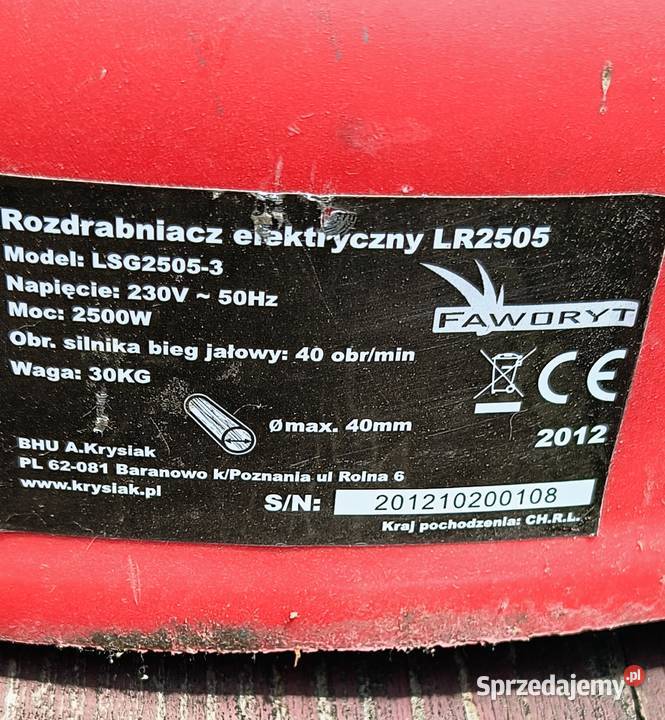 Rozdrabniacz elektryczny LR2505
Model: LSG2505-3
Napięcie: 230V ~ 50Hz
Moc: 2500W
FAWORYT
Obr. silnika bieg jałowy: 40 obr/min
Waga: 30KG
CE
Ømax. 40mm
2012
BHU A.Krysiak
PL 62-081 Baranowo k/Poznania ul Rolna 6
www.krysiak.pl
S/N: 201210200108
Kraj pochodzenia: CH.R.L.
Sprzedajemy.pl